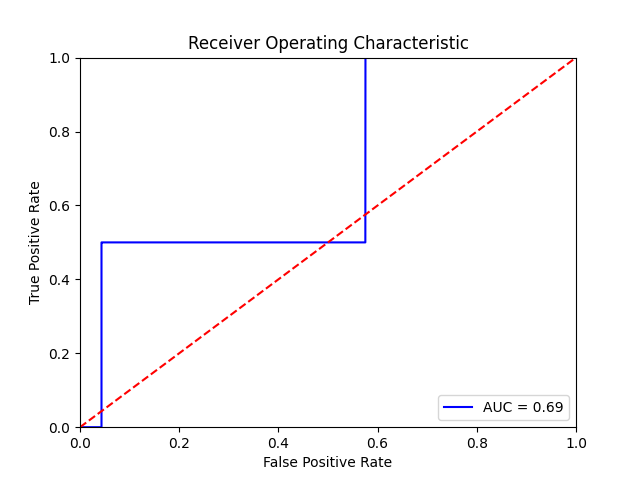 Receiver Operating Characteristic
1.0
0.8
0.6
0.4
0.2
0.0
True Positive Rate
AUC = 0.69
0.0 0.2 0.4 0.6 0.8 1.0
False Positive Rate